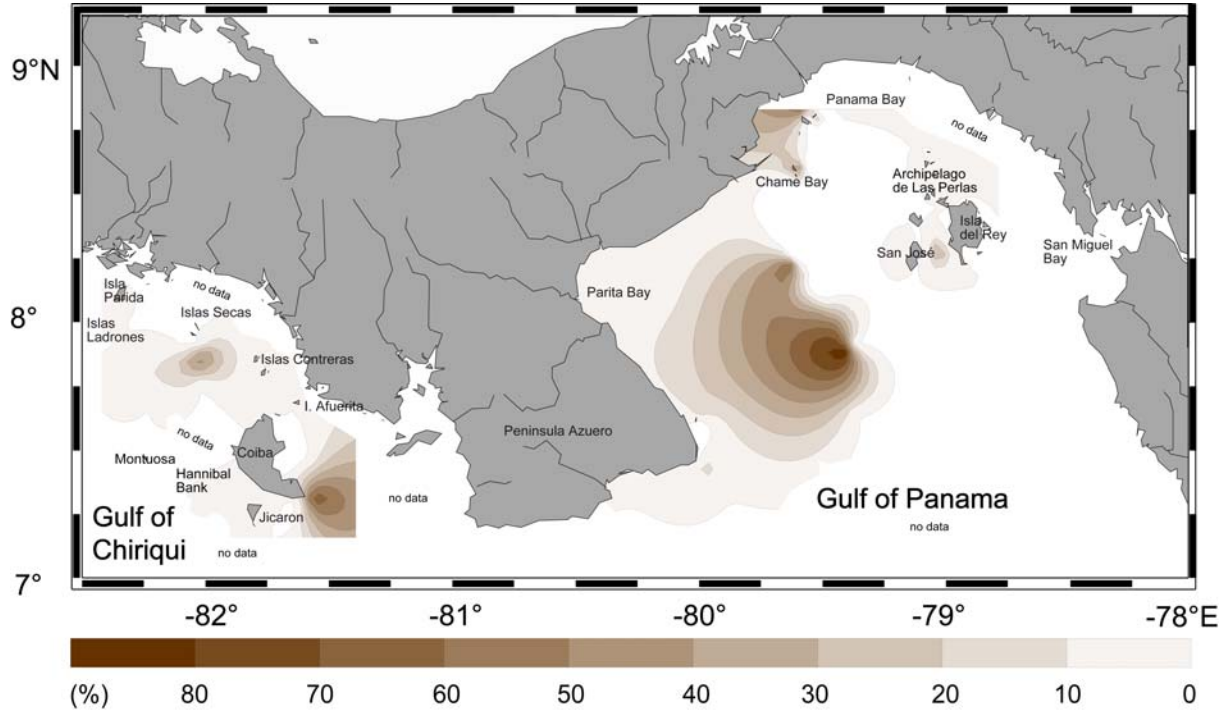 9°N
8°
7°
Panama Bay
no data
Chame Bay
Archipelago
de Las Perlas
Isla
del Rey
San José
San Miguel
Bay
Parita Bay
Isla
Parida
no data
Islas Secas
Islas
Ladrones
Islas Contreras
I. Afuerita
no data
Coiba
Montuosa
Hannibal
Bank
Jicaron
Peninsula Azuero
no data
Gulf of Panama
no data
Gulf of
Chiriqui
no data
-82° -81° -80° -79° -78°E
(%) 80 70 60 50 40 30 20 10 0